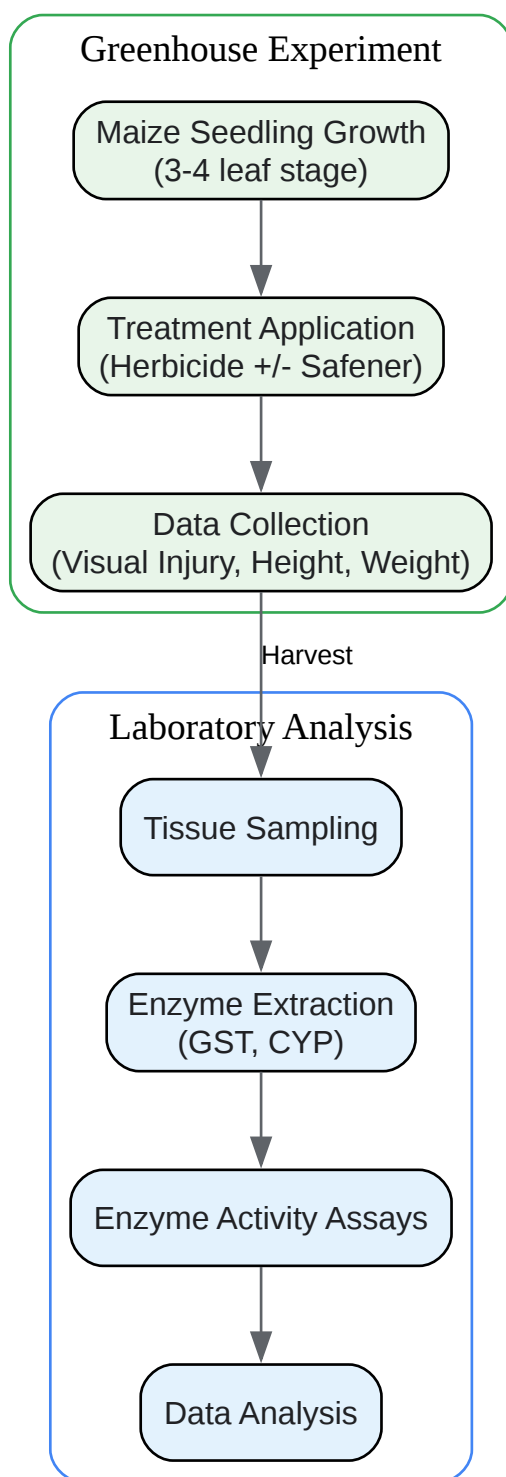 Greenhouse Experiment
Maize Seedling Growth
(3-4 leaf stage)
Treatment Application
(Herbicide +/- Safener)
Data Collection
(Visual Injury, Height, Weight)
Harvest
Laboratory Analysis
Tissue Sampling
Enzyme Extraction
(GST, CYP)
Enzyme Activity Assays
Data Analysis